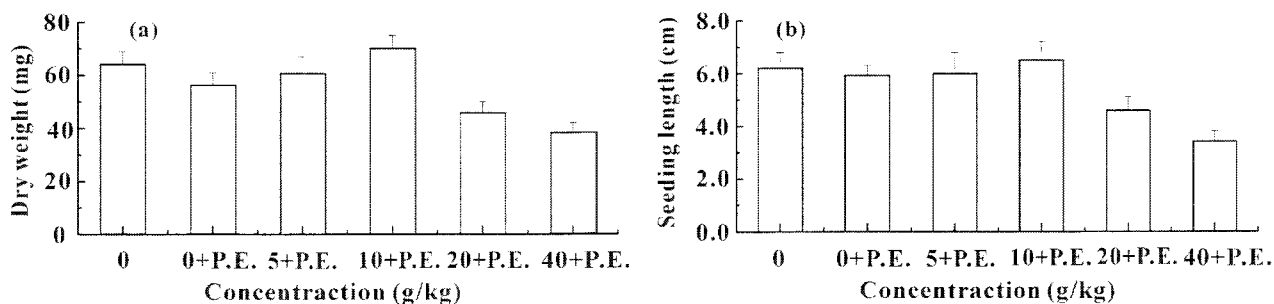 (a)
Dry weight (mg)
80
60
40
20
0
0 0+P.E. 5+P.E. 10+P.E. 20+P.E. 40+P.E.
Concentraction (g/kg)
(b)
Seeding length (cm)
8.0
6.0
4.0
2.0
0.0
0 0+P.E. 5+P.E. 10+P.E. 20+P.E. 40+P.E.
Concentraction (g/kg)